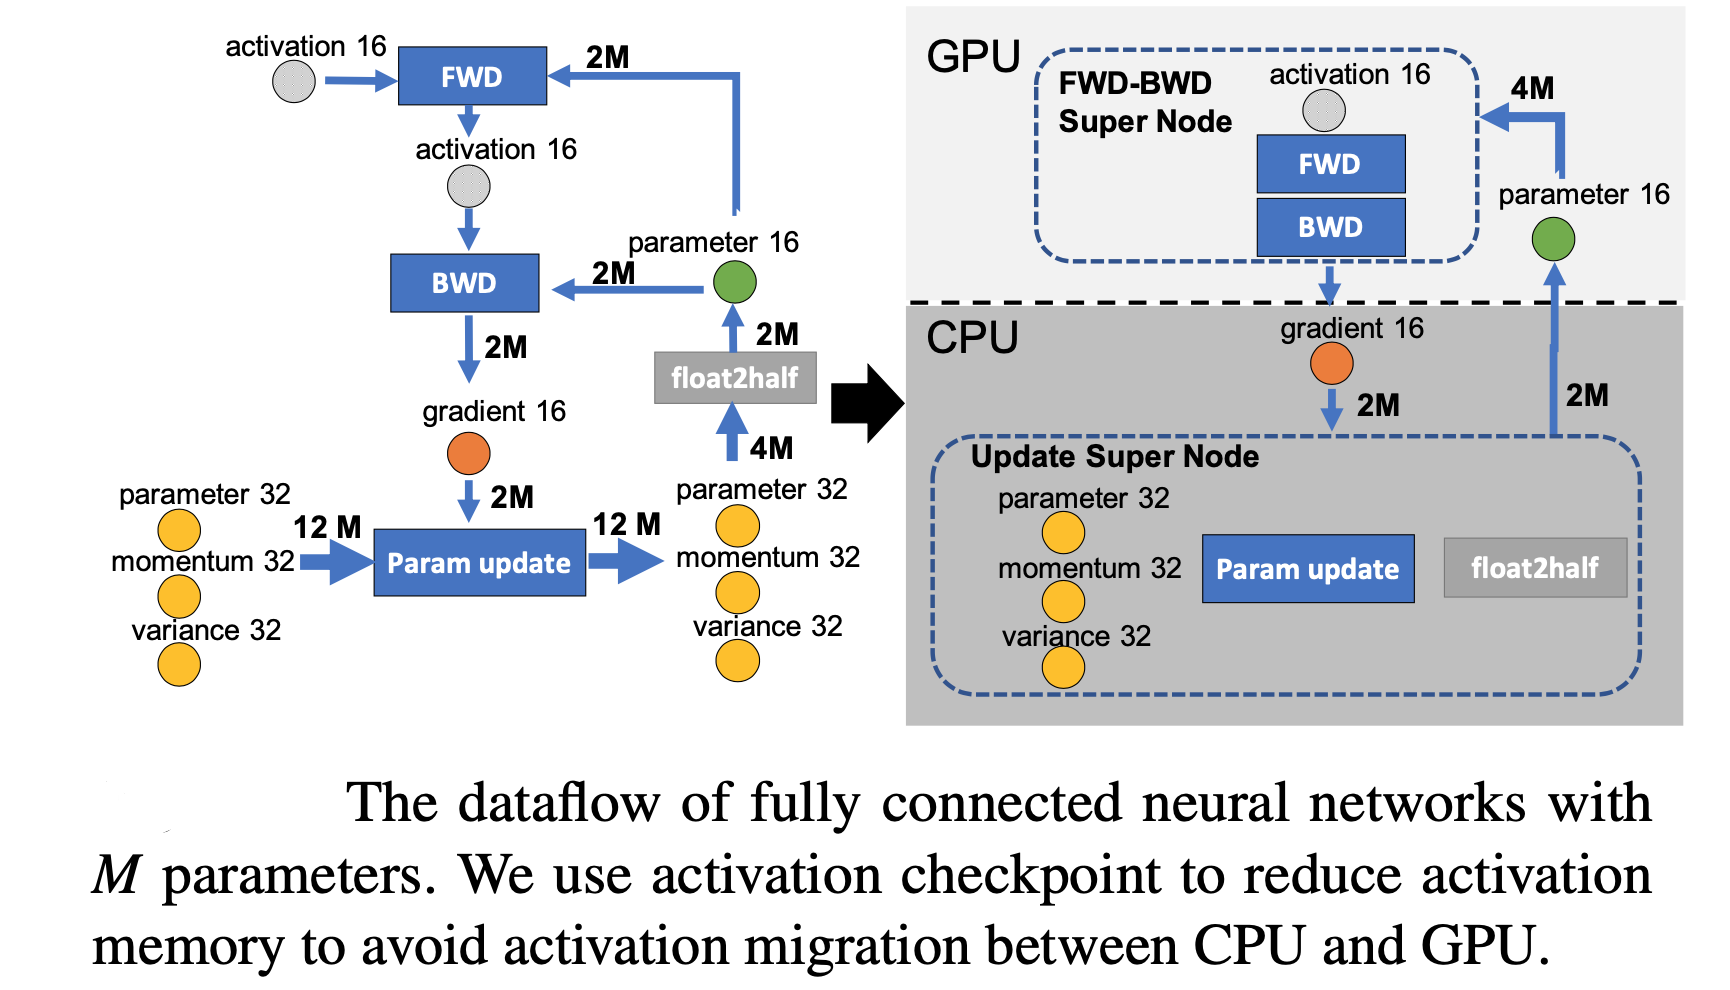 activation 16
FWD
2M
activation 16
parameter 16
BWD
2M
2M
2M
float2half
gradient 16
4M
2M
parameter 32
12 M
momentum 32
variance 32
Param update
12 M
parameter 32
momentum 32
variance 32
GPU
FWD-BWD
Super Node
activation 16
FWD
BWD
4M
parameter 16
CPU
gradient 16
2M
2M
Update Super Node
parameter 32
momentum 32
variance 32
Param update
float2half
The dataflow of fully connected neural networks with
M parameters. We use activation checkpoint to reduce activation
memory to avoid activation migration between CPU and GPU.